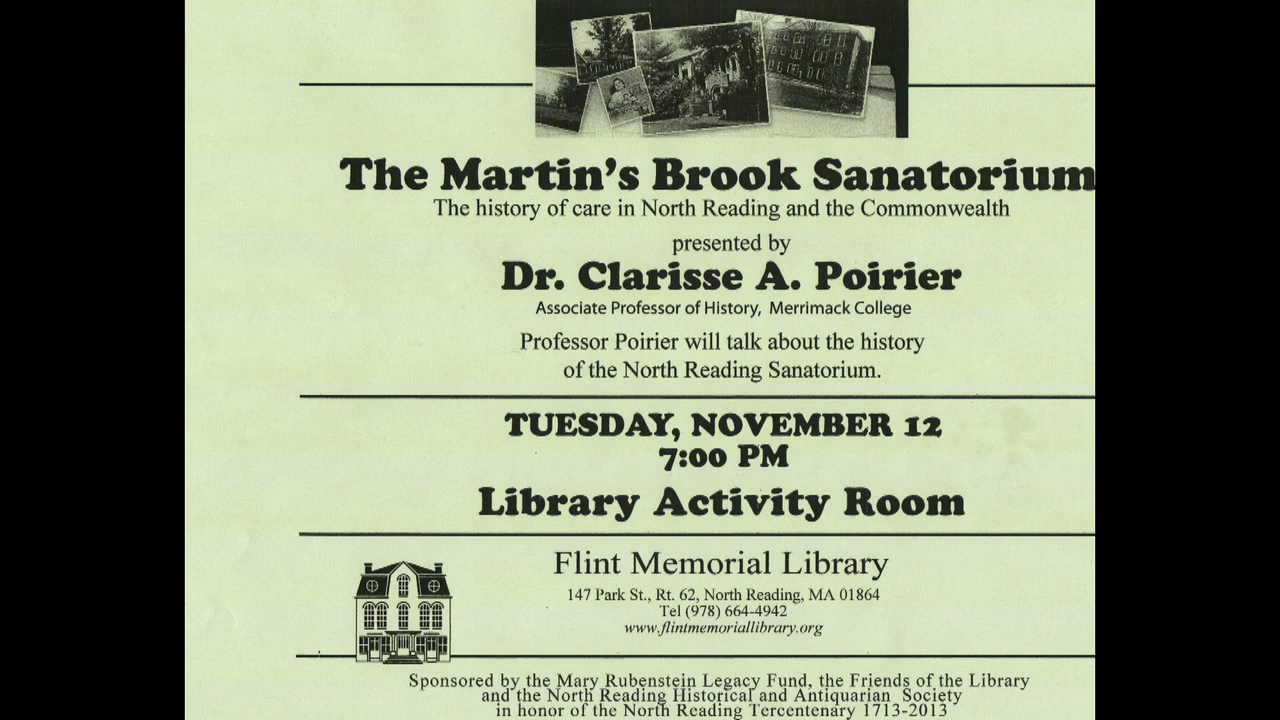 The Martin's Brook Sanatorium
The history of care in North Reading and the Commonwealth
presented by
Dr. Clarisse A. Poirier
Associate Professor of History, Merrimack College
Professor Poirier will talk about the history
of the North Reading Sanatorium.
TUESDAY, NOVEMBER 12
7:00 PM
Library Activity Room
Flint Memorial Library
147 Park St., Rt. 62, North Reading, MA 01864
Tel (978) 664-4942
www.flintmemoriallibrary.org
Sponsored by the Mary Rubenstein Legacy Fund, the Friends of the Library
and the North Reading Historical and Antiquarian Society
in honor of the North Reading Tercentenary 1713-2013